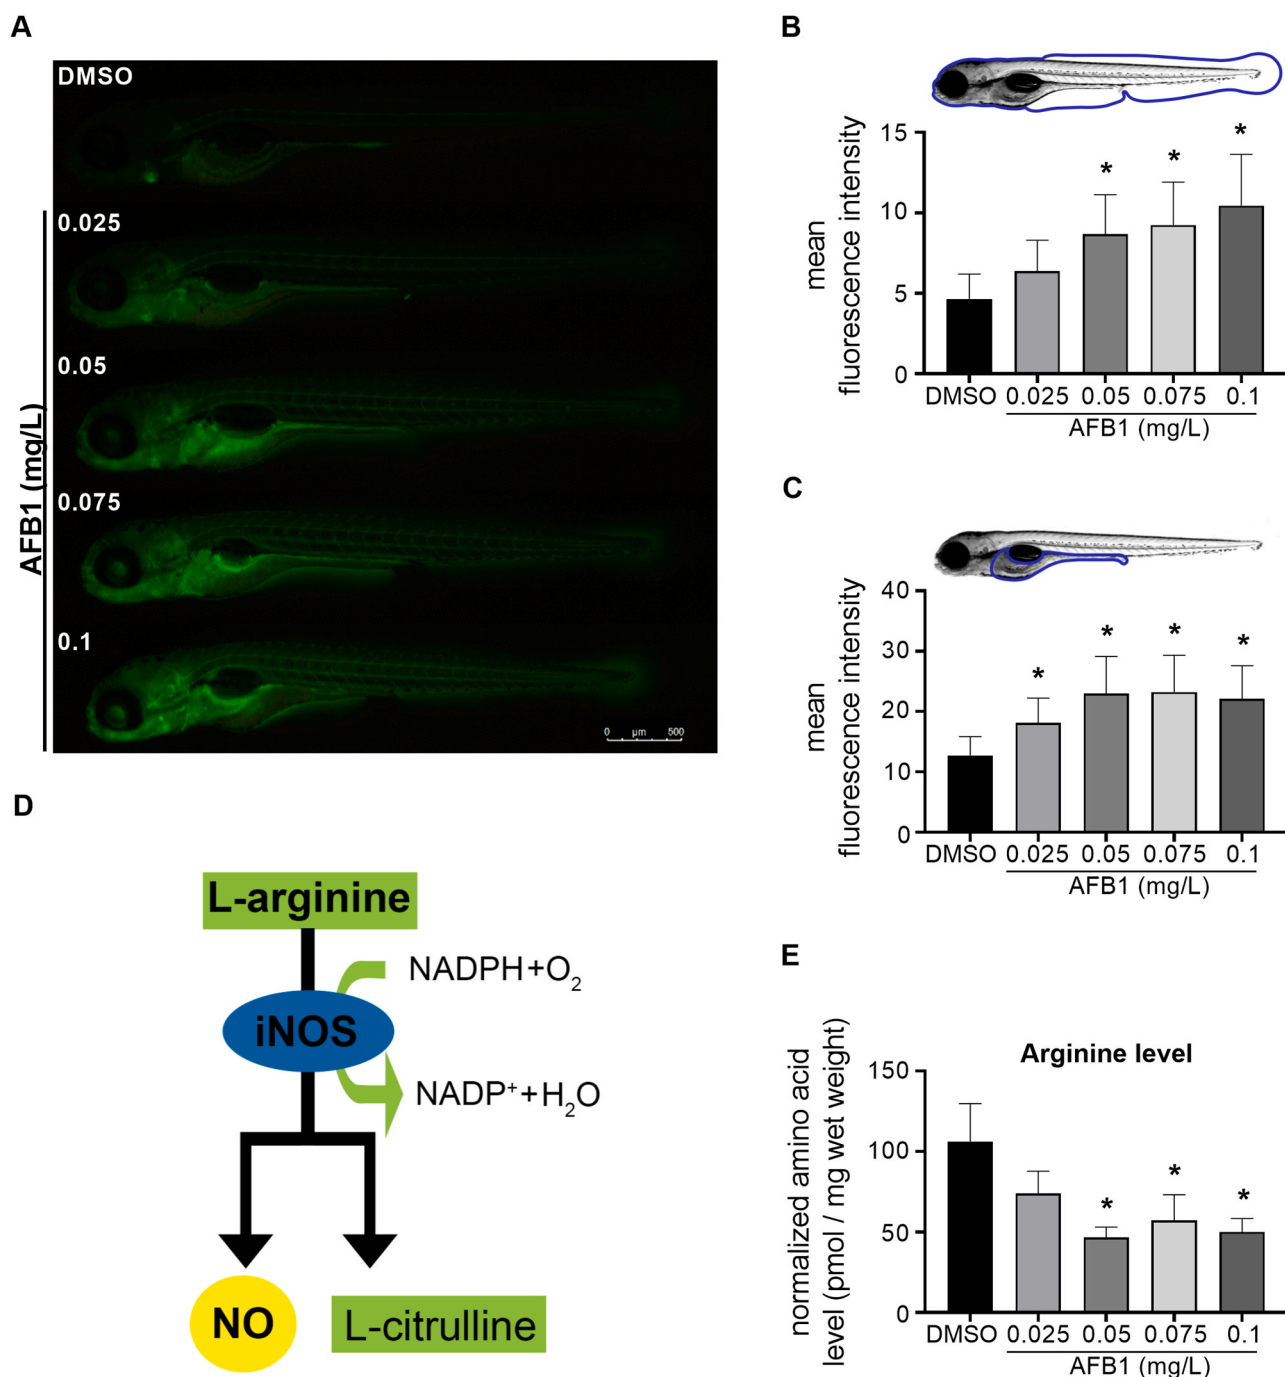 A
DMSO
0.025
0.05
0.075
0.1
AFB1 (mg/L)
0 µm 500
B
mean
fluorescence intensity
15
10
5
0
* * *
DMSO 0.025 0.05 0.075 0.1
AFB1 (mg/L)
C
mean
fluorescence intensity
40
30
20
10
0
* * * *
DMSO 0.025 0.05 0.075 0.1
AFB1 (mg/L)
D
L-arginine
NADPH+O₂
iNOS
NADP⁺+H₂O
NO
L-citrulline
E
Arginine level
normalized amino acid
level (pmol / mg wet weight)
150
100
50
0
* * *
DMSO 0.025 0.05 0.075 0.1
AFB1 (mg/L)